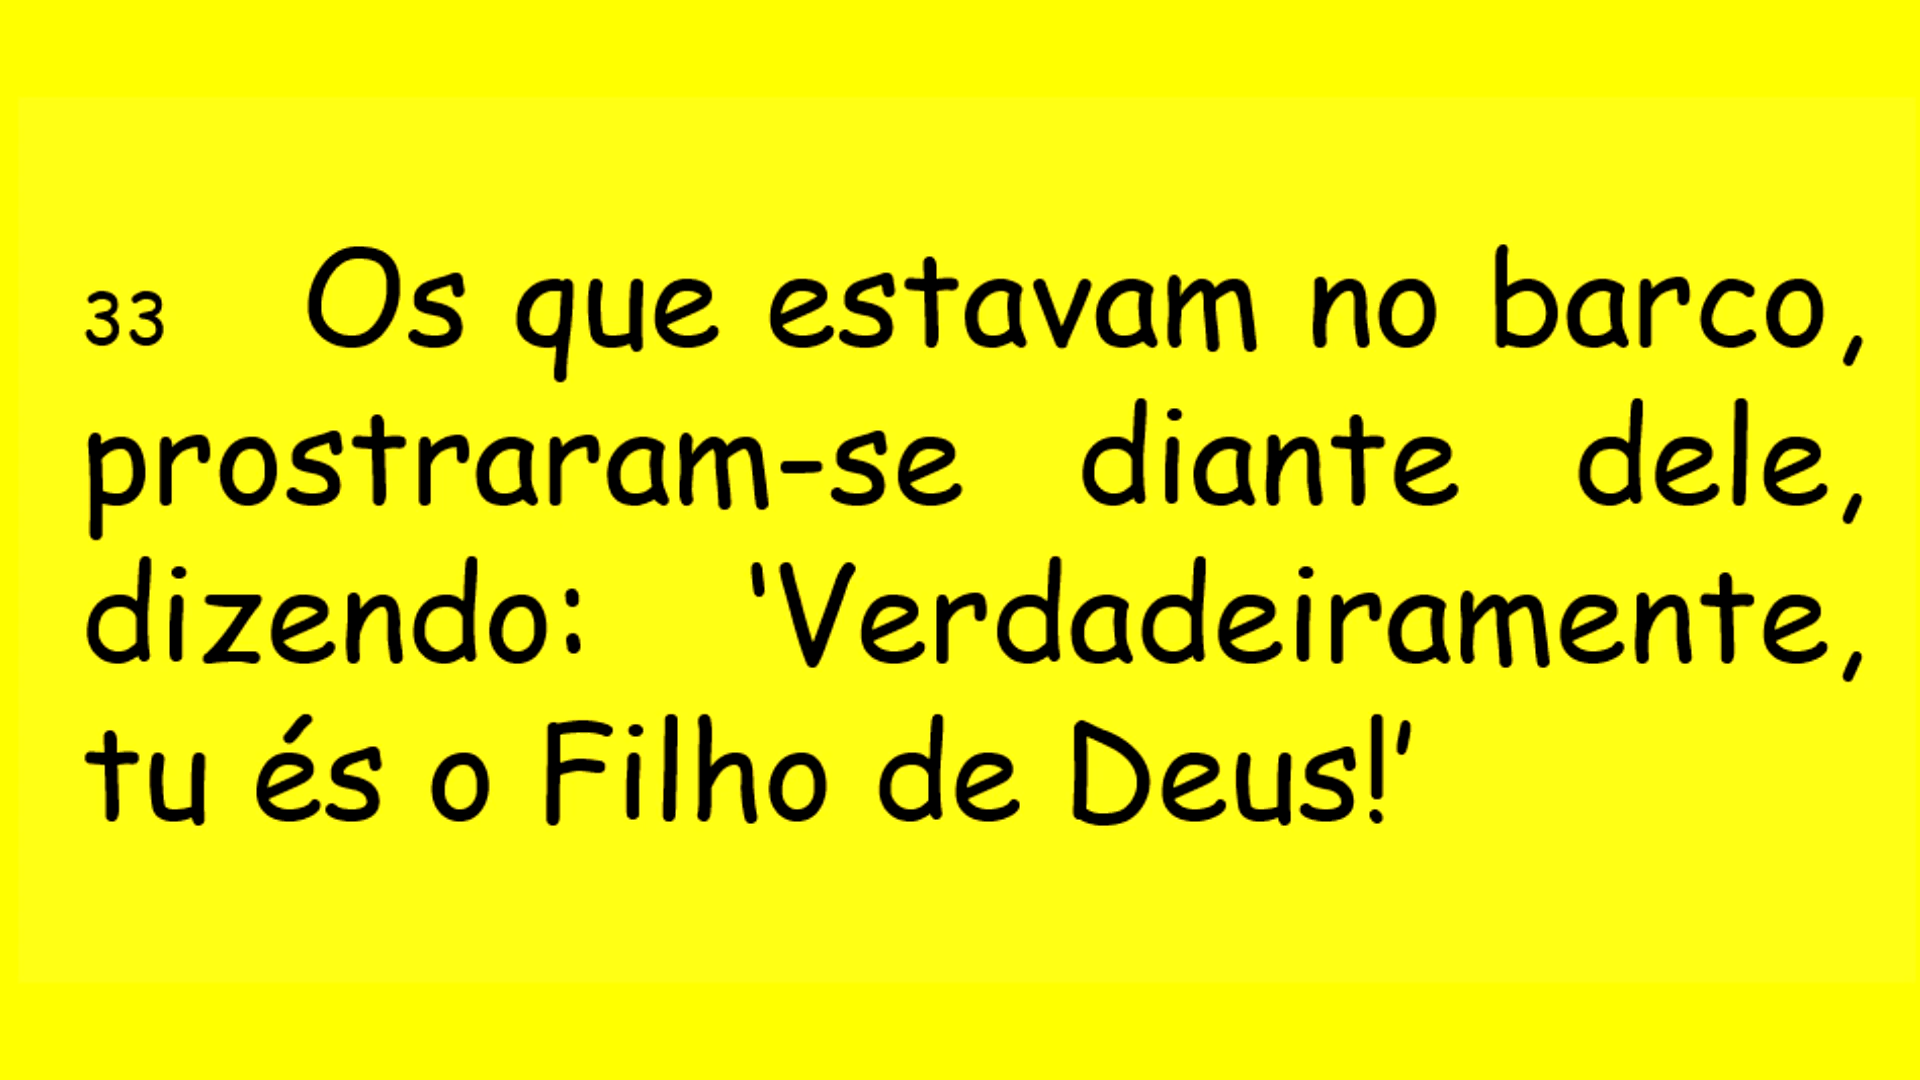 33 Os que estavam no barco,
prostraram-se diante dele,
dizendo: ‘Verdadeiramente,
tu és o Filho de Deus!’